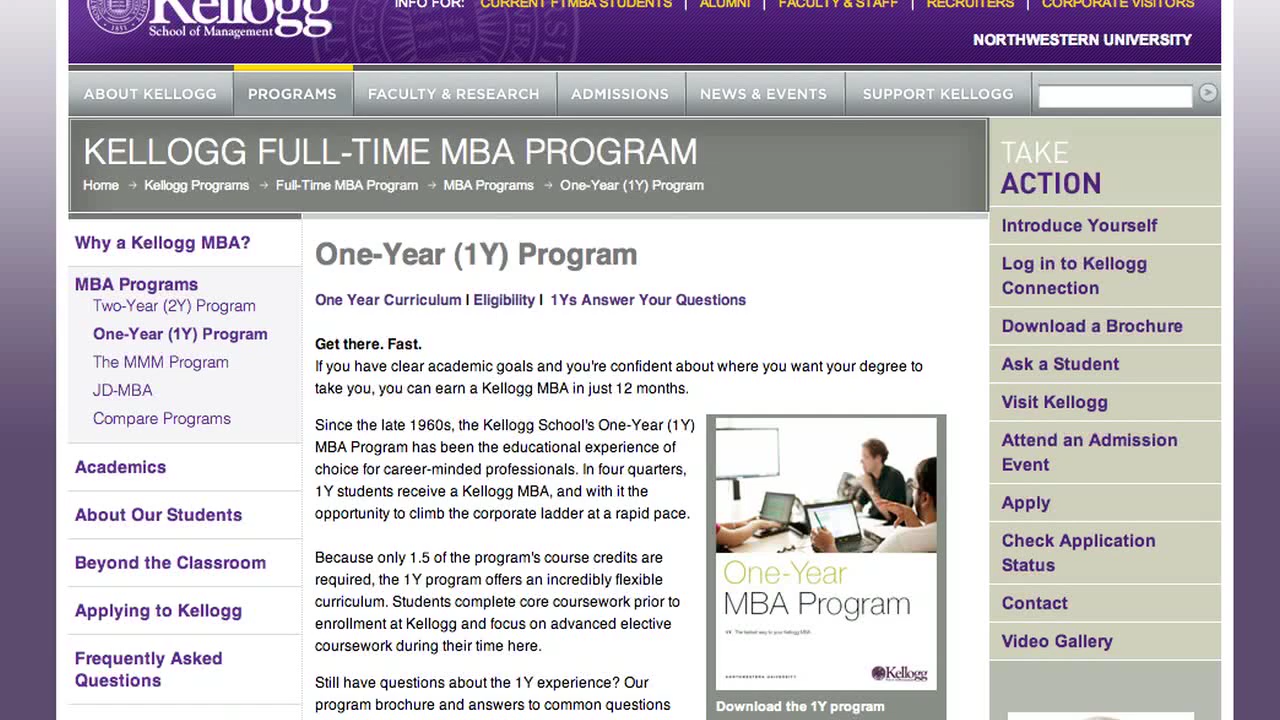 Kellogg
School of Management
INFO FOR: CURRENT FTMBA STUDENTS | ALUMNI | FACULTY & STAFF | RECRUITERS | CORPORATE VISITORS
NORTHWESTERN UNIVERSITY
ABOUT KELLOGG PROGRAMS FACULTY & RESEARCH ADMISSIONS NEWS & EVENTS SUPPORT KELLOGG
KELLOGG FULL-TIME MBA PROGRAM
Home → Kellogg Programs → Full-Time MBA Program → MBA Programs → One-Year (1Y) Program
Why a Kellogg MBA?
MBA Programs
Two-Year (2Y) Program
One-Year (1Y) Program
The MMM Program
JD-MBA
Compare Programs
Academics
About Our Students
Beyond the Classroom
Applying to Kellogg
Frequently Asked
Questions
One-Year (1Y) Program
One Year Curriculum | Eligibility | 1Ys Answer Your Questions
Get there. Fast.
If you have clear academic goals and you're confident about where you want your degree to
take you, you can earn a Kellogg MBA in just 12 months.
Since the late 1960s, the Kellogg School's One-Year (1Y)
MBA Program has been the educational experience of
choice for career-minded professionals. In four quarters,
1Y students receive a Kellogg MBA, and with it the
opportunity to climb the corporate ladder at a rapid pace.
Because only 1.5 of the program's course credits are
required, the 1Y program offers an incredibly flexible
curriculum. Students complete core coursework prior to
enrollment at Kellogg and focus on advanced elective
coursework during their time here.
Still have questions about the 1Y experience? Our
program brochure and answers to common questions
One-Year
MBA Program
1Y The fastest way to your Kellogg MBA
NORTHWESTERN UNIVERSITY
Kellogg
School of Management
Download the 1Y program
TAKE
ACTION
Introduce Yourself
Log in to Kellogg
Connection
Download a Brochure
Ask a Student
Visit Kellogg
Attend an Admission
Event
Apply
Check Application
Status
Contact
Video Gallery